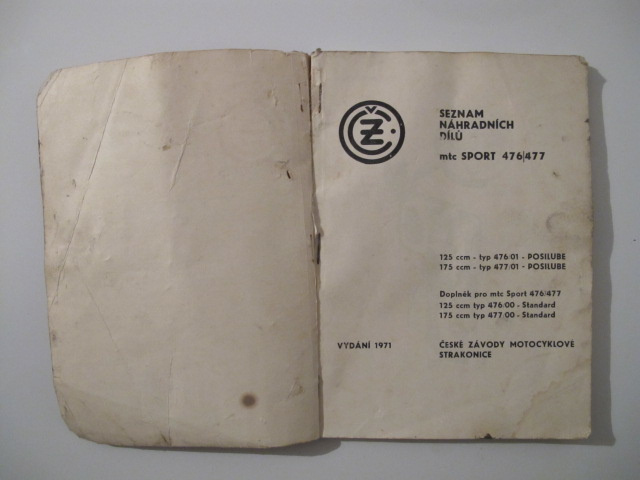 ČZ
SEZNAM
NÁHRADNÍCH
DÍLŮ
mtc SPORT 476/477
125 ccm - typ 476/01 - POSILUBE
175 ccm - typ 477/01 - POSILUBE
Doplněk pro mtc Sport 476/477
125 ccm typ 476/00 - Standard
175 ccm typ 477/00 - Standard
VYDÁNÍ 1971
ČESKÉ ZÁVODY MOTOCYKLOVÉ
STRAKONICE